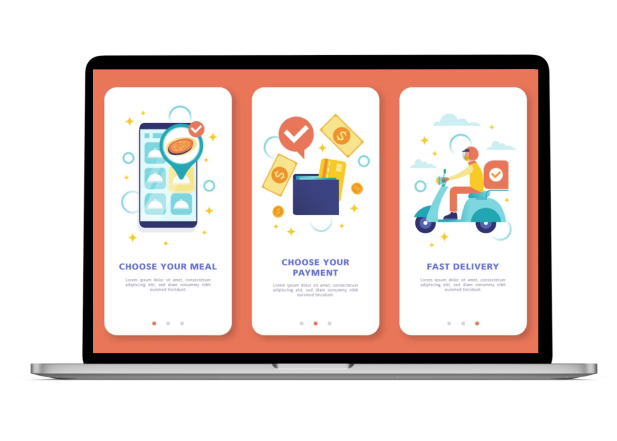 CHOOSE YOUR MEAL
Lorem ipsum dolor sit amet, consectetuer
adipiscing elit, sed diam nonummy nibh
euismod tincidunt
CHOOSE YOUR
PAYMENT
Lorem ipsum dolor sit amet, consectetuer
adipiscing elit, sed diam nonummy nibh
euismod tincidunt
FAST DELIVERY
Lorem ipsum dolor sit amet, consectetuer
adipiscing elit, sed diam nonummy nibh
euismod tincidunt